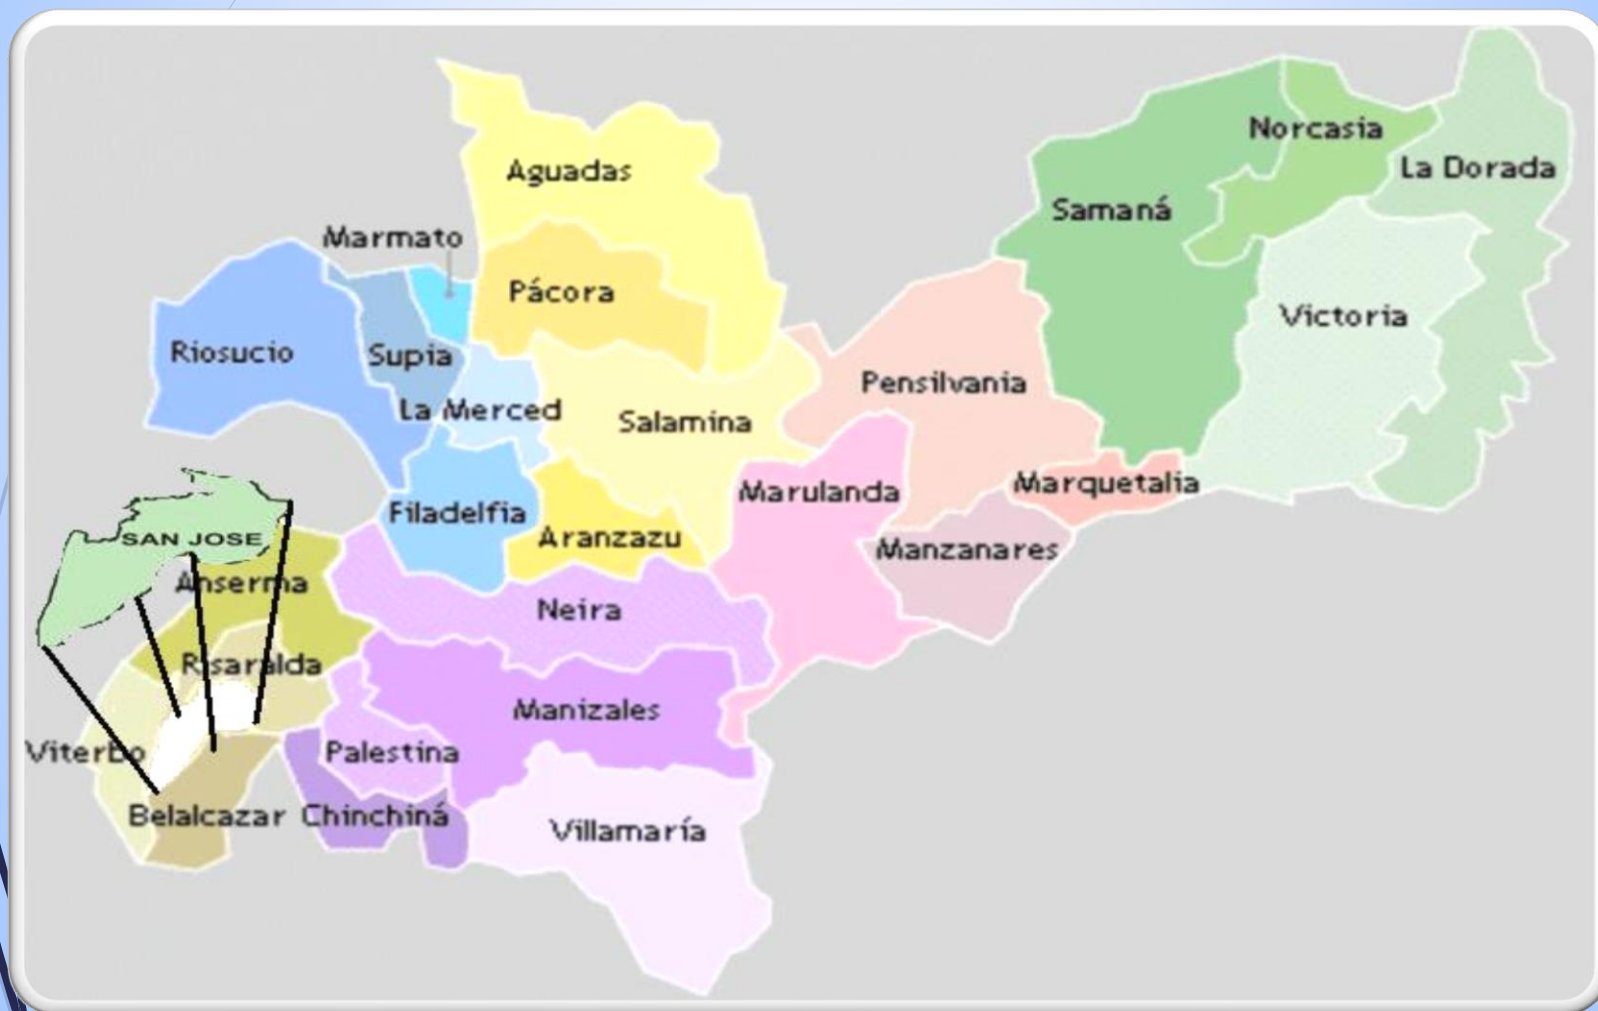 Norcasia
La Dorada
Aguadas
Samaná
Marmato
Pácora
Victoria
Riosucio
Supia
Pensilvania
La Merced
Salamina
Marulanda
Marquetalia
Filadelfia
SAN JOSE
Aranzazu
Manzanares
Anserma
Neira
Risaralda
Manizales
Viterbo
Palestina
Belalcazar
Chinchiná
Villamaría